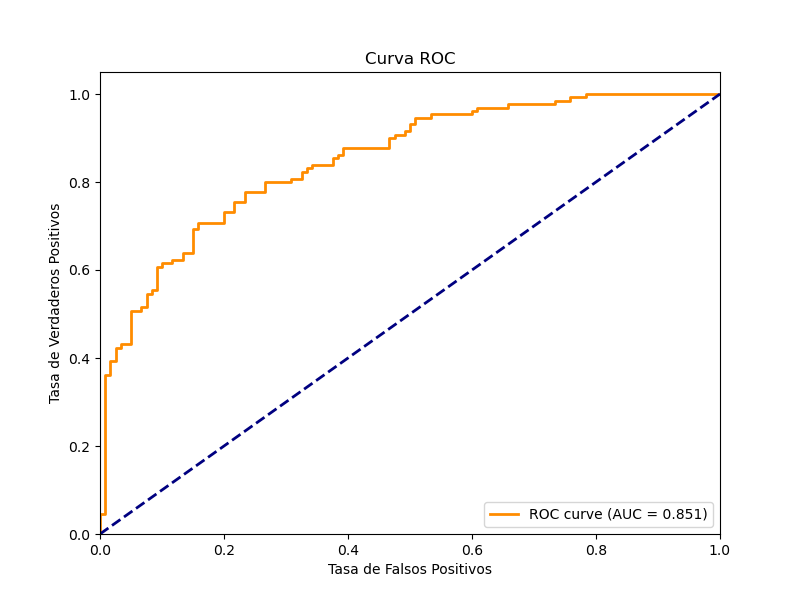 Curva ROC
1.0
0.8
0.6
0.4
0.2
0.0
Tasa de Verdaderos Positivos
ROC curve (AUC = 0.851)
0.0 0.2 0.4 0.6 0.8 1.0
Tasa de Falsos Positivos